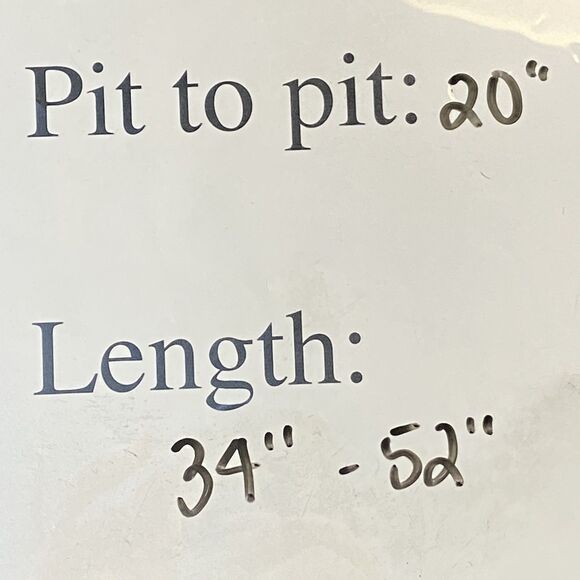 Pit to pit: 20"
Length:
34" - 52"